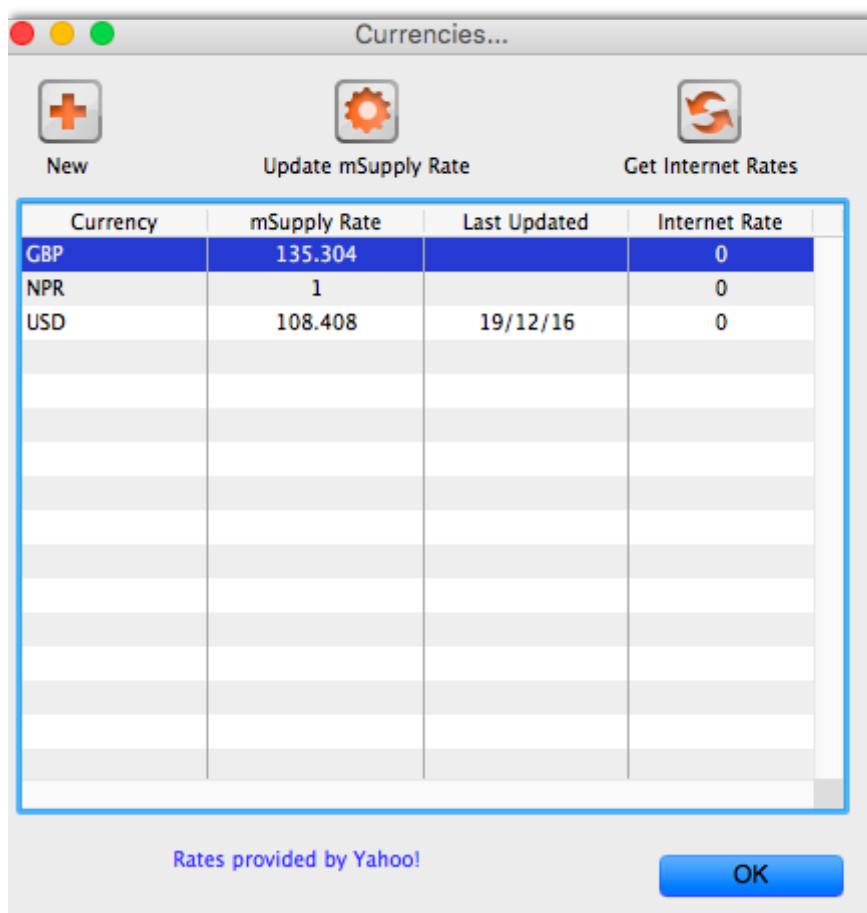 Currencies...
New Update mSupply Rate Get Internet Rates
Currency mSupply Rate Last Updated Internet Rate
GBP 135.304 0
NPR 1 0
USD 108.408 19/12/16 0
Rates provided by Yahoo!
OK